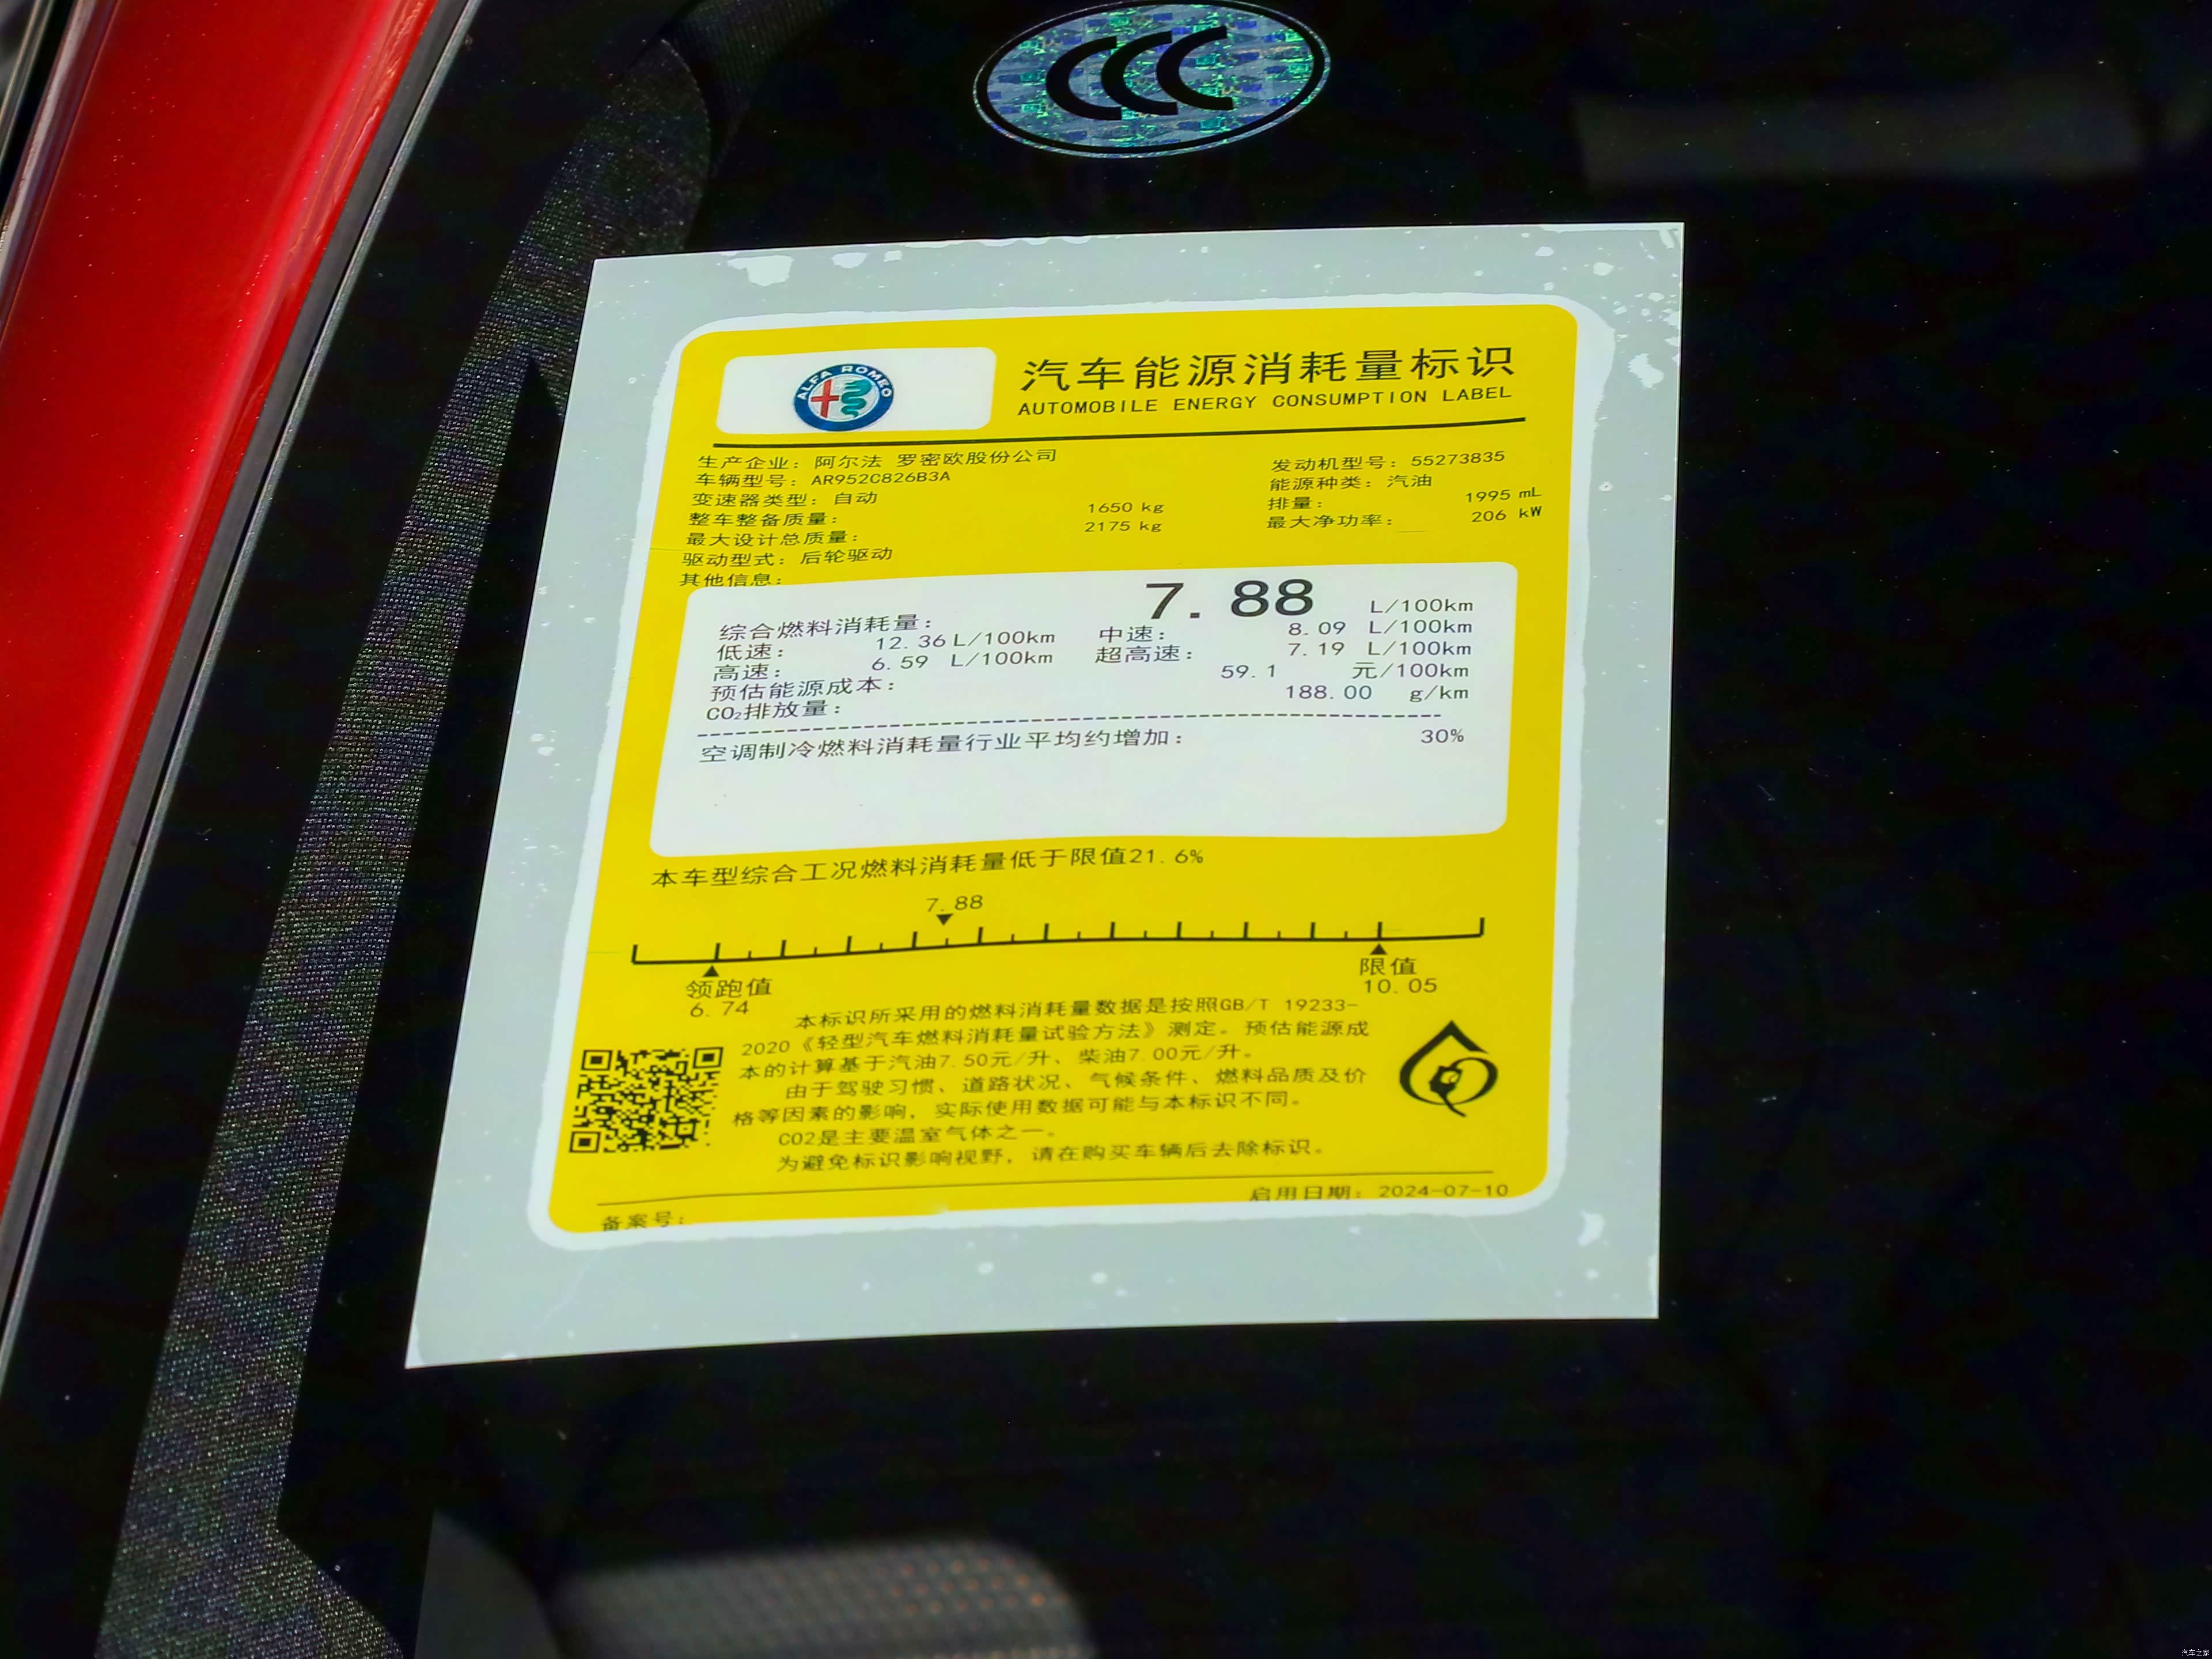 CCC
ALFA ROMEO
汽车能源消耗量标识
AUTOMOBILE ENERGY CONSUMPTION LABEL
生产企业：阿尔法 罗密欧股份公司
车辆型号：AR952C826B3A
变速器类型：自动
整车整备质量： 1650 kg
最大设计总质量： 2175 kg
驱动型式：后轮驱动
其他信息：
发动机型号：55273835
能源种类：汽油
排量： 1995 mL
最大净功率： 206 kW
综合燃料消耗量： 7.88 L/100km
低速： 12.36 L/100km 中速： 8.09 L/100km
高速： 6.59 L/100km 超高速： 7.19 L/100km
预估能源成本： 59.1 元/100km
CO₂排放量： 188.00 g/km
空调制冷燃料消耗量行业平均约增加： 30%
本车型综合工况燃料消耗量低于限值21.6%
7.88
领跑值
6.74
限值
10.05
本标识所采用的燃料消耗量数据是按照GB/T 19233-
2020《轻型汽车燃料消耗量试验方法》测定。预估能源成
本的计算基于汽油7.50元/升、柴油7.00元/升。
由于驾驶习惯、道路状况、气候条件、燃料品质及价
格等因素的影响，实际使用数据可能与本标识不同。
CO2是主要温室气体之一。
为避免标识影响视野，请在购买车辆后去除标识。
启用日期：2024-07-10
备案号：
汽车之家